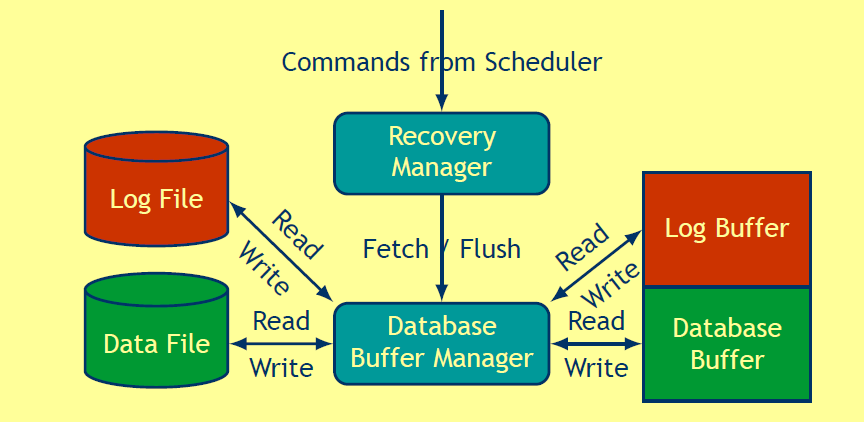 Commands from Scheduler
Recovery
Manager
Log File
Read
Write
Fetch / Flush
Read
Write
Log Buffer
Data File
Read
Write
Database
Buffer Manager
Read
Write
Database
Buffer